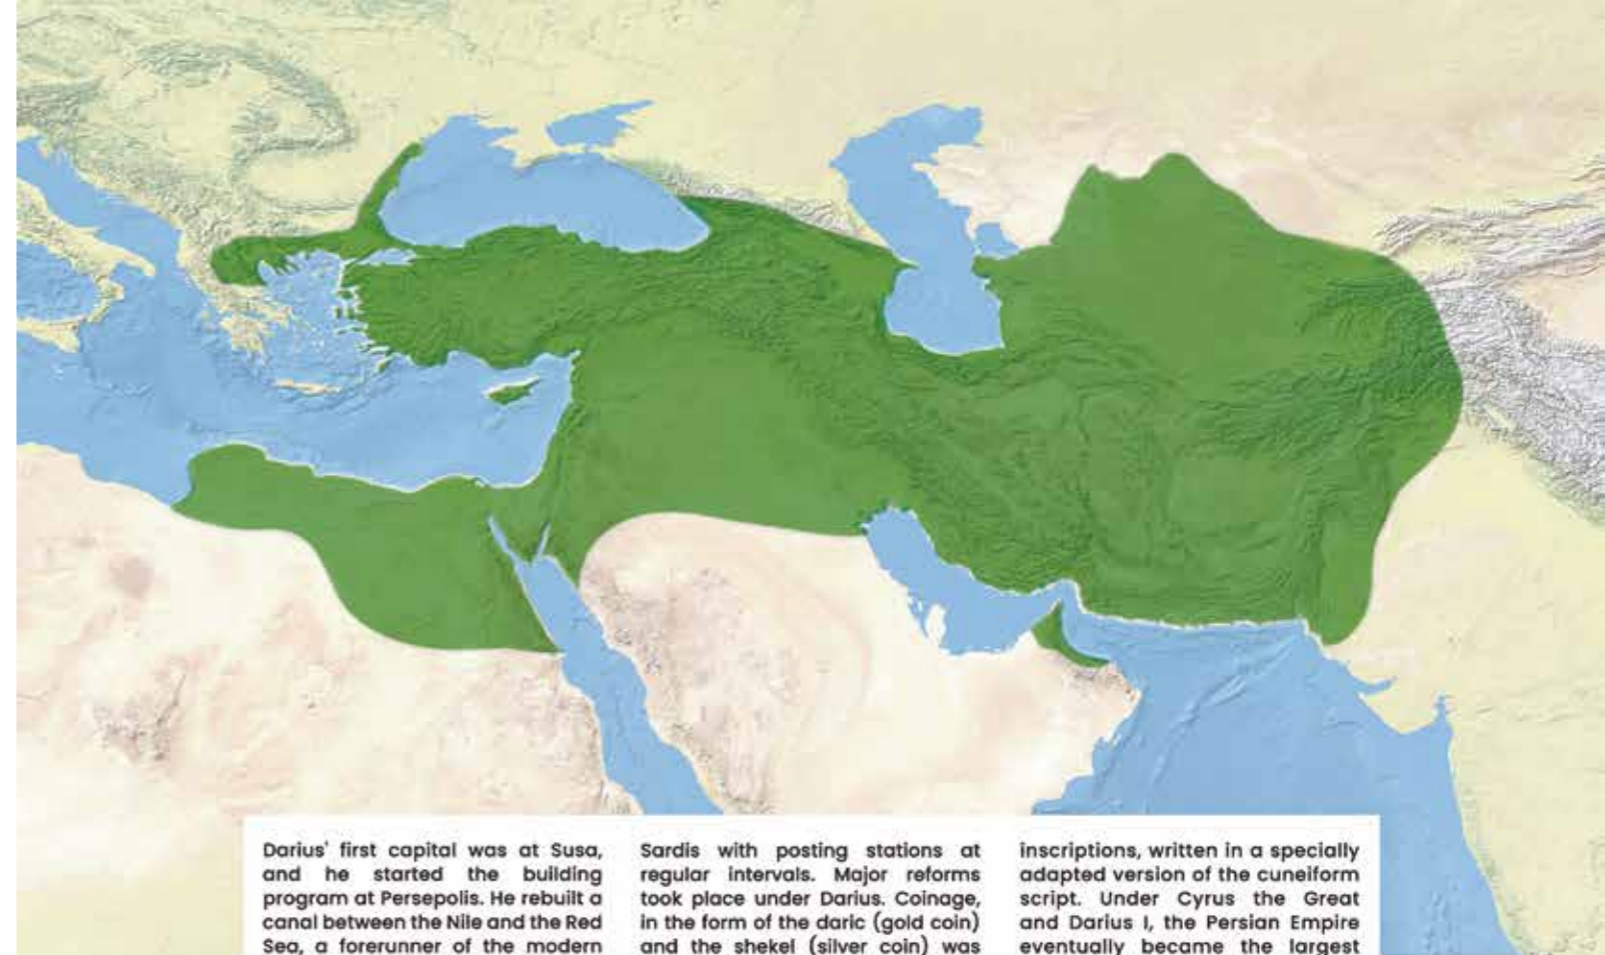 Darius' first capital was at Susa,
and he started the building
program at Persepolis. He rebuilt a
canal between the Nile and the Red
Sea, a forerunner of the modern
Sardis with posting stations at
regular intervals. Major reforms
took place under Darius. Coinage,
in the form of the daric (gold coin)
and the shekel (silver coin) was
inscriptions, written in a specially
adapted version of the cuneiform
script. Under Cyrus the Great
and Darius I, the Persian Empire
eventually became the largest